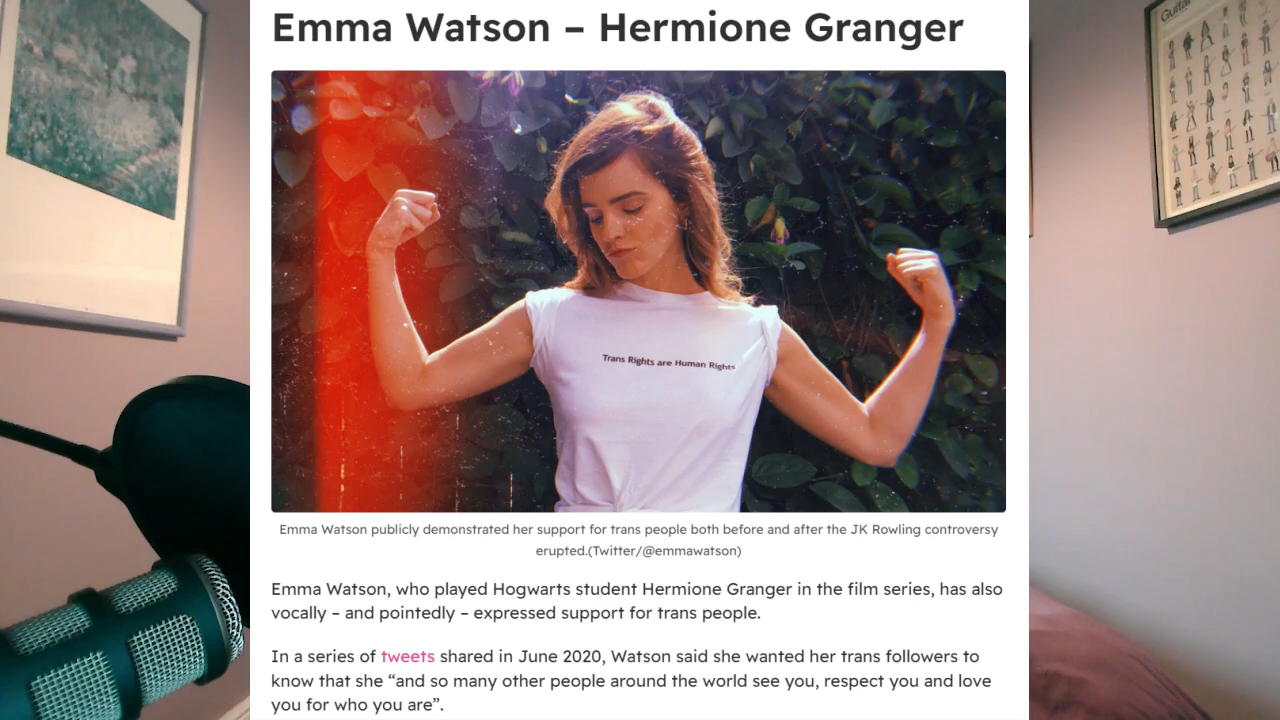 Emma Watson – Hermione Granger
Guitar
Trans Rights are Human Rights
Emma Watson publicly demonstrated her support for trans people both before and after the JK Rowling controversy
erupted.(Twitter/@emmawatson)
Emma Watson, who played Hogwarts student Hermione Granger in the film series, has also
vocally – and pointedly – expressed support for trans people.
In a series of tweets shared in June 2020, Watson said she wanted her trans followers to
know that she “and so many other people around the world see you, respect you and love
you for who you are”.